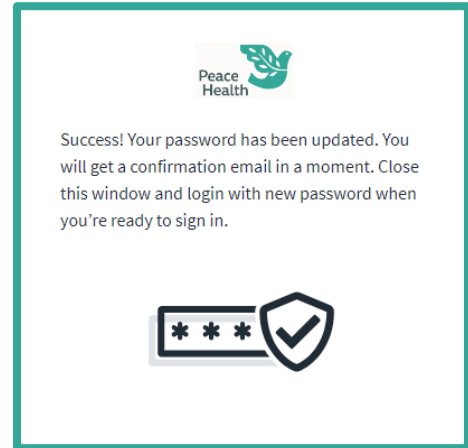 Peace
Health
Success! Your password has been updated. You
will get a confirmation email in a moment. Close
this window and login with new password when
you’re ready to sign in.
***